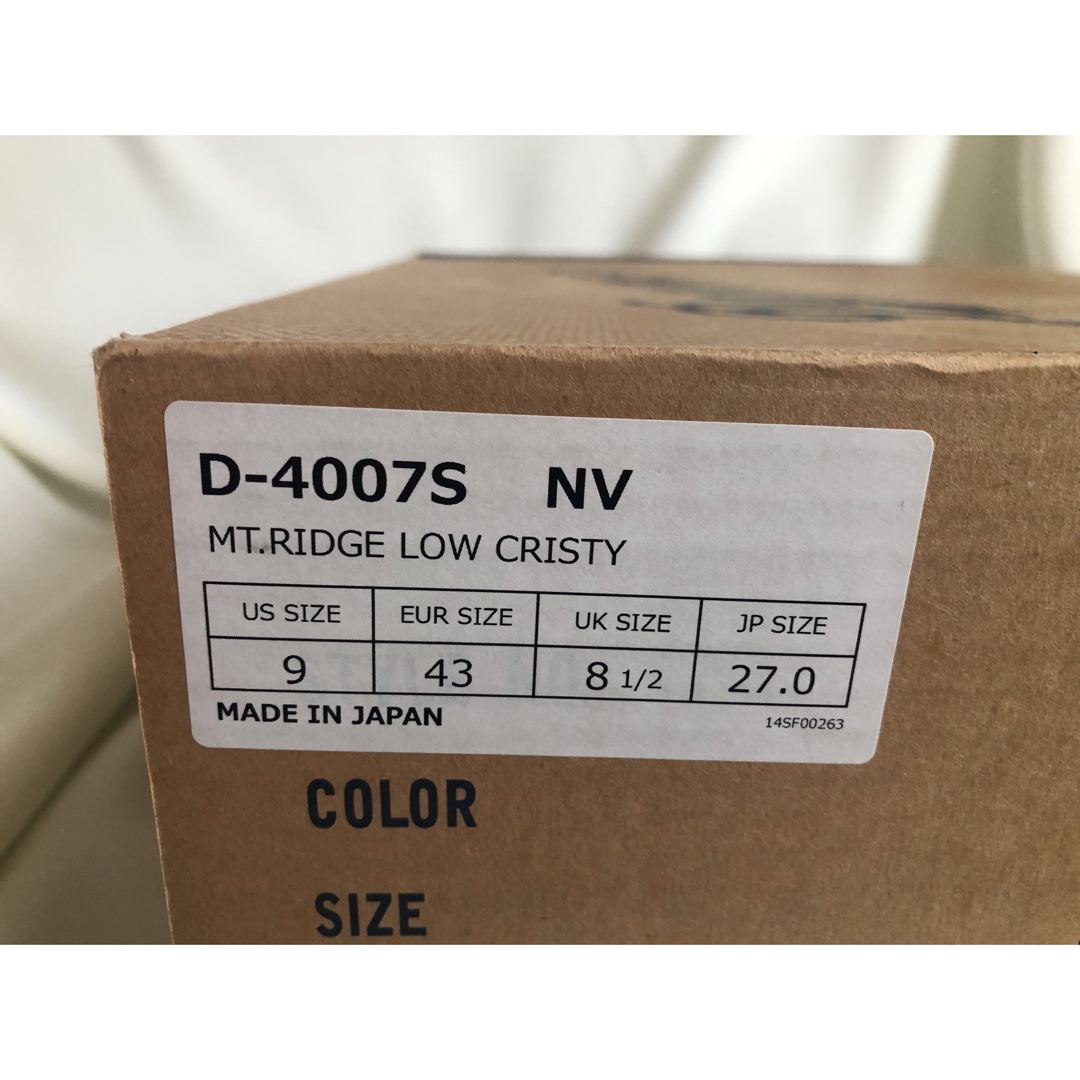 D-4007S NV
MT.RIDGE LOW CRISTY
US SIZE EUR SIZE UK SIZE JP SIZE
9 43 8 1/2 27.0
MADE IN JAPAN 14SF00263
COLOR
SIZE